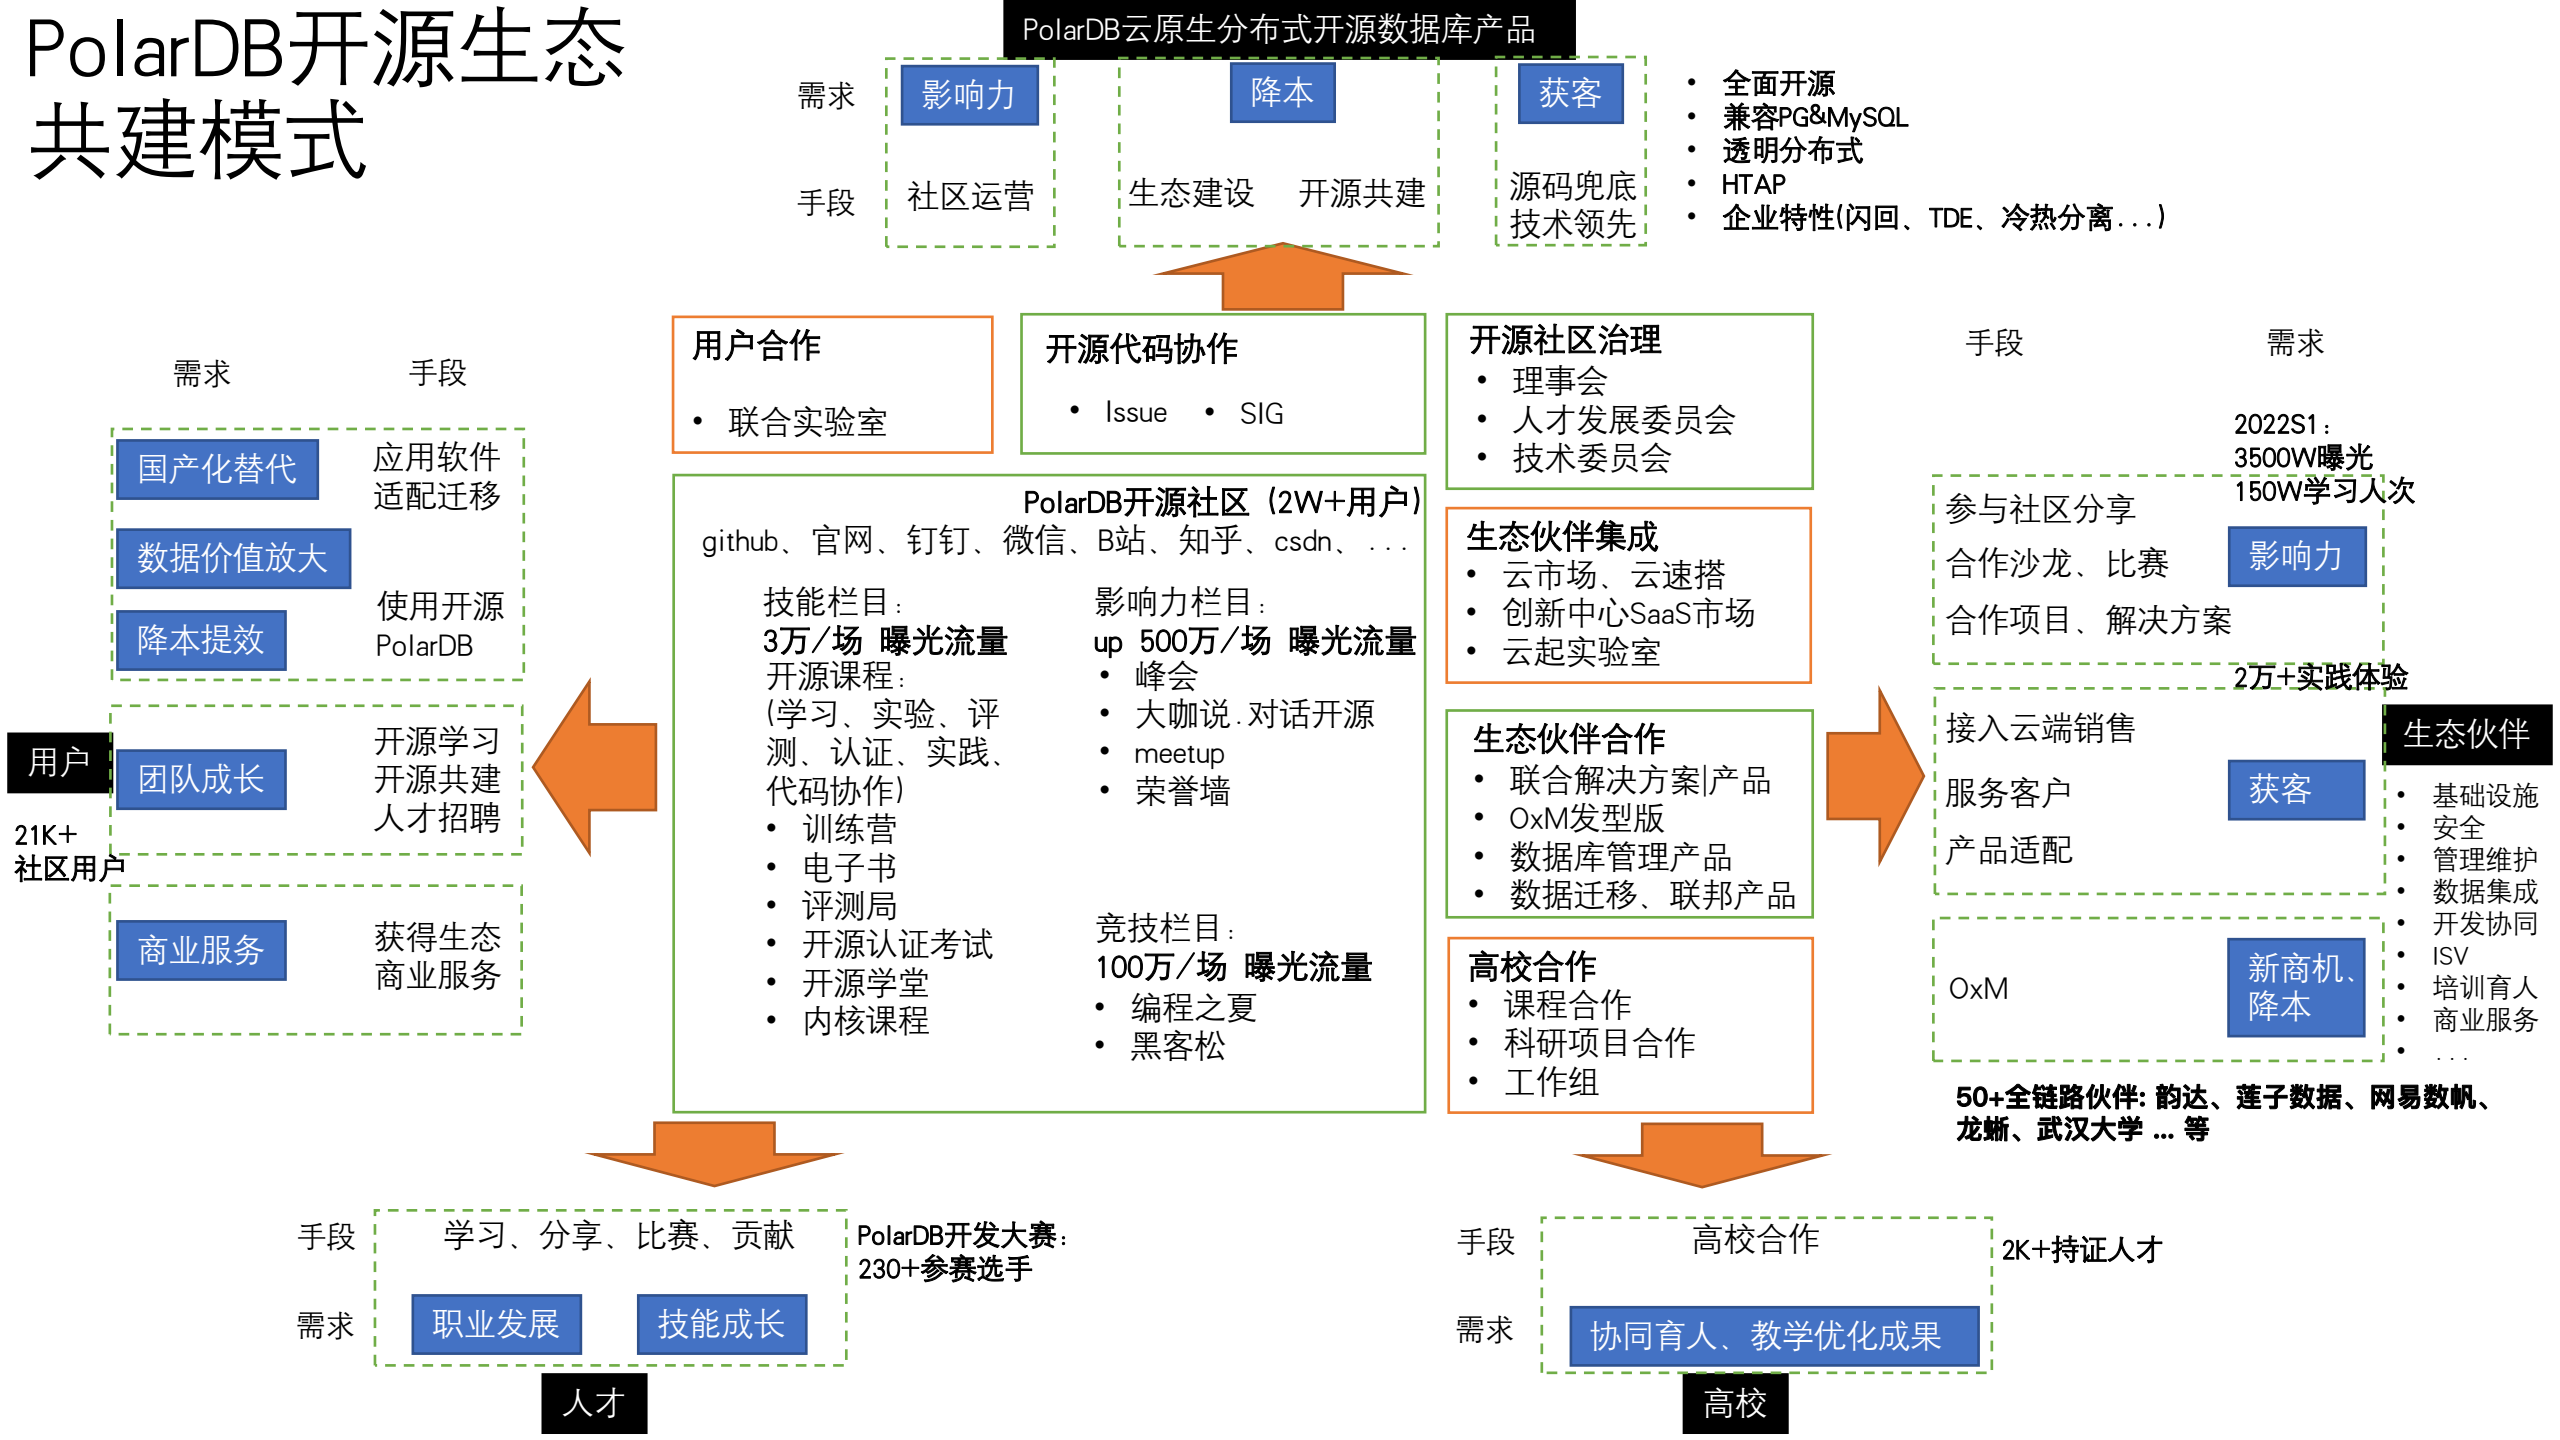 PolarDB开源生态
共建模式
PolarDB云原生分布式开源数据库产品
需求
影响力
降本
获客
手段
社区运营
生态建设
开源共建
源码兜底
技术领先
• 全面开源
• 兼容PG&MySQL
• 透明分布式
• HTAP
• 企业特性(闪回、TDE、冷热分离...)
需求
手段
国产化替代
应用软件
适配迁移
数据价值放大
降本提效
使用开源
PolarDB
用户
团队成长
开源学习
开源共建
人才招聘
21K+
社区用户
商业服务
获得生态
商业服务
用户合作
• 联合实验室
开源代码协作
• Issue
• SIG
PolarDB开源社区（2W+用户）
github、官网、钉钉、微信、B站、知乎、csdn、...
技能栏目:
3万/场 曝光流量
开源课程:
(学习、实验、评
测、认证、实践、
代码协作)
• 训练营
• 电子书
• 评测局
• 开源认证考试
• 开源学堂
• 内核课程
影响力栏目:
up 500万/场 曝光流量
• 峰会
• 大咖说.对话开源
• meetup
• 荣誉墙
竞技栏目:
100万/场 曝光流量
• 编程之夏
• 黑客松
开源社区治理
• 理事会
• 人才发展委员会
• 技术委员会
生态伙伴集成
• 云市场、云速搭
• 创新中心SaaS市场
• 云起实验室
生态伙伴合作
• 联合解决方案|产品
• OxM发型版
• 数据库管理产品
• 数据迁移、联邦产品
高校合作
• 课程合作
• 科研项目合作
• 工作组
手段
需求
2022S1:
3500W曝光
150W学习人次
参与社区分享
合作沙龙、比赛
影响力
合作项目、解决方案
2万+实践体验
接入云端销售
服务客户
获客
产品适配
OxM
新商机、
降本
生态伙伴
• 基础设施
• 安全
• 管理维护
• 数据集成
• 开发协同
• ISV
• 培训育人
• 商业服务
• ...
50+全链路伙伴: 韵达、莲子数据、网易数帆、
龙蜥、武汉大学 ... 等
手段
学习、分享、比赛、贡献
需求
职业发展
技能成长
人才
PolarDB开发大赛:
230+参赛选手
手段
高校合作
需求
协同育人、教学优化成果
高校
2K+持证人才